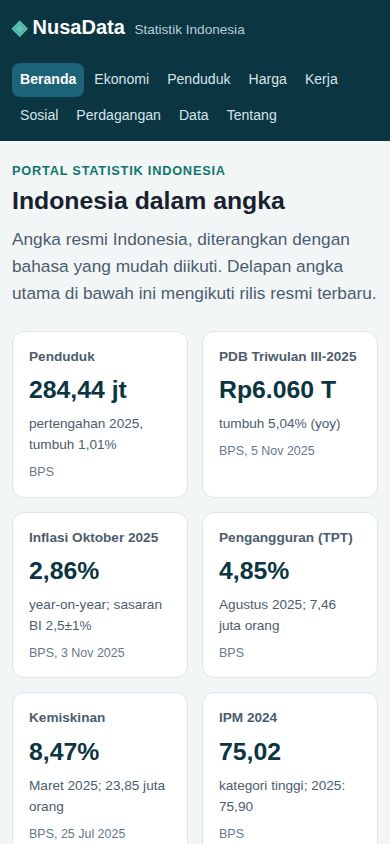 NusaData Statistik Indonesia
Beranda Ekonomi Penduduk Harga Kerja
Sosial Perdagangan Data Tentang
PORTAL STATISTIK INDONESIA
Indonesia dalam angka
Angka resmi Indonesia, diterangkan dengan
bahasa yang mudah diikuti. Delapan angka
utama di bawah ini mengikuti rilis resmi terbaru.
Penduduk
284,44 jt
pertengahan 2025,
tumbuh 1,01%
BPS
PDB Triwulan III-2025
Rp6.060 T
tumbuh 5,04% (yoy)
BPS, 5 Nov 2025
Inflasi Oktober 2025
2,86%
year-on-year; sasaran
BI 2,5±1%
BPS, 3 Nov 2025
Pengangguran (TPT)
4,85%
Agustus 2025; 7,46
juta orang
BPS
Kemiskinan
8,47%
Maret 2025; 23,85 juta
orang
BPS, 25 Jul 2025
IPM 2024
75,02
kategori tinggi; 2025:
75,90
BPS